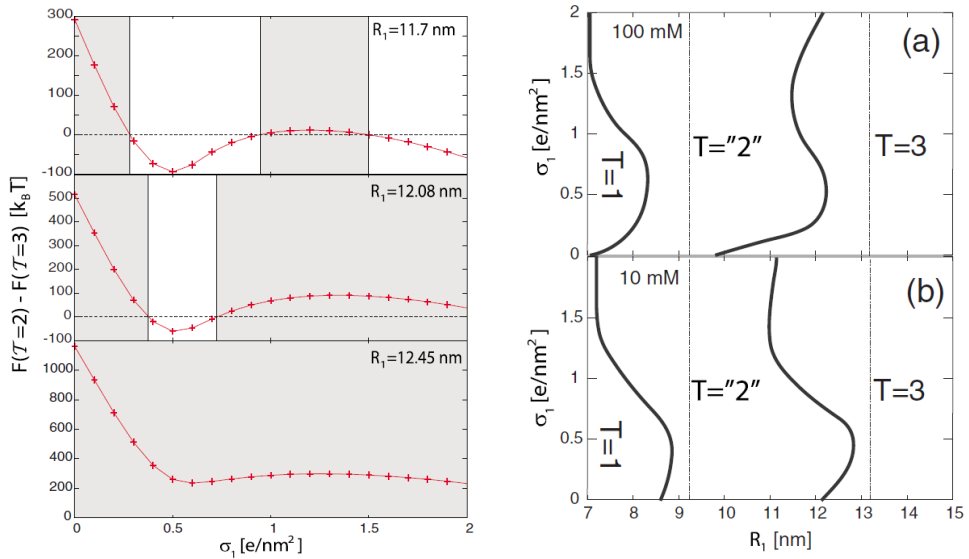 F(𝒯=2) - F(𝒯=3) [k_BT]
300
200
100
0
-100
R₁=11.7 nm
500
400
300
200
100
0
-100
R₁=12.08 nm
1000
800
600
400
200
0
R₁=12.45 nm
0 0.5 1 1.5 2
σ₁ [e/nm²]
σ₁ [e/nm²]
2
1.5
1
0.5
0
100 mM
(a)
T=1
T="2"
T=3
σ₁ [e/nm²]
1.5
1
0.5
0
10 mM
(b)
T=1
T="2"
T=3
7 8 9 10 11 12 13 14 15
R₁ [nm]